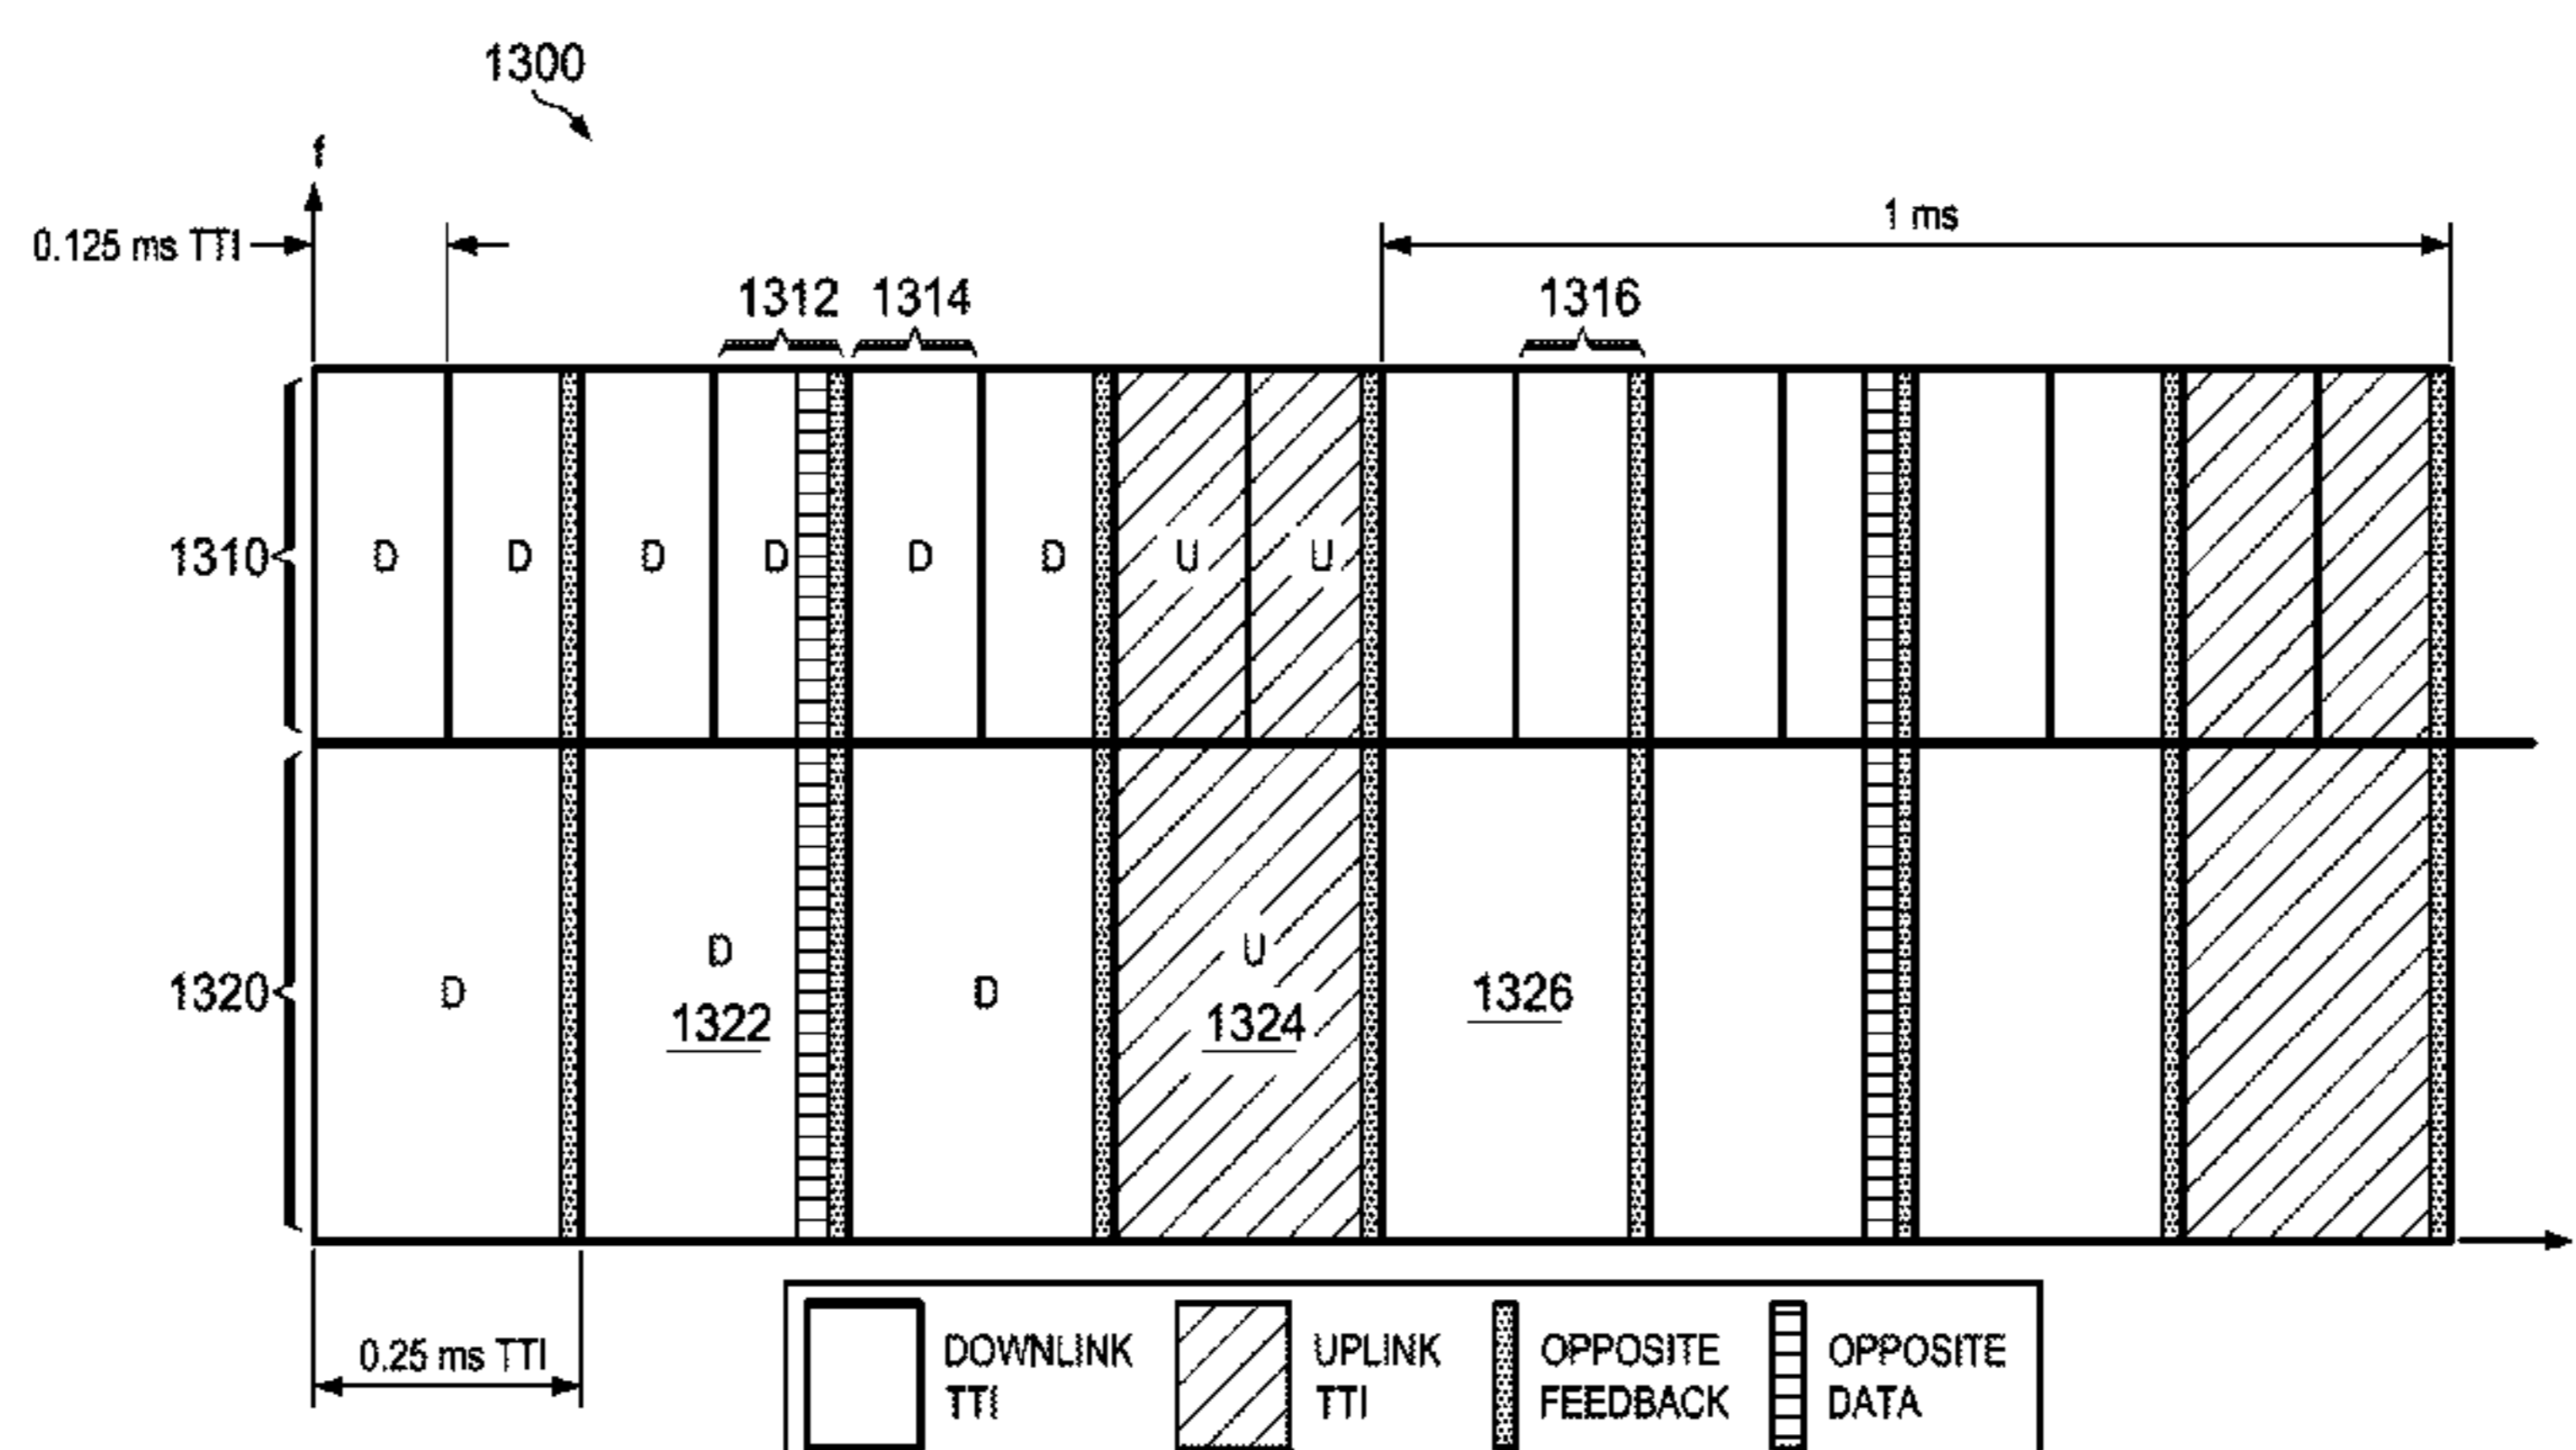 1300
f
0.125 ms TTI
1 ms
1312 1314 1316
1310
D D D D D D U U
1320
D D D U
1322 1324 1326
0.25 ms TTI
DOWNLINK TTI
UPLINK TTI
OPPOSITE FEEDBACK
OPPOSITE DATA